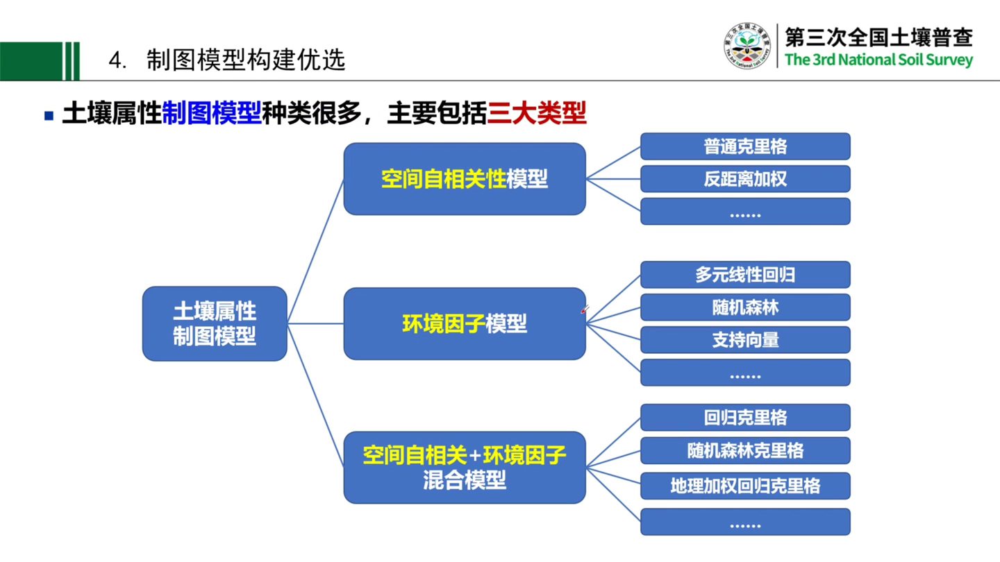 第三次全国土壤普查
The 3rd National Soil Survey
4. 制图模型构建优选
土壤属性制图模型种类很多，主要包括三大类型
土壤属性
制图模型
空间自相关性模型
普通克里格
反距离加权
……
环境因子模型
多元线性回归
随机森林
支持向量
……
空间自相关+环境因子
混合模型
回归克里格
随机森林克里格
地理加权回归克里格
……